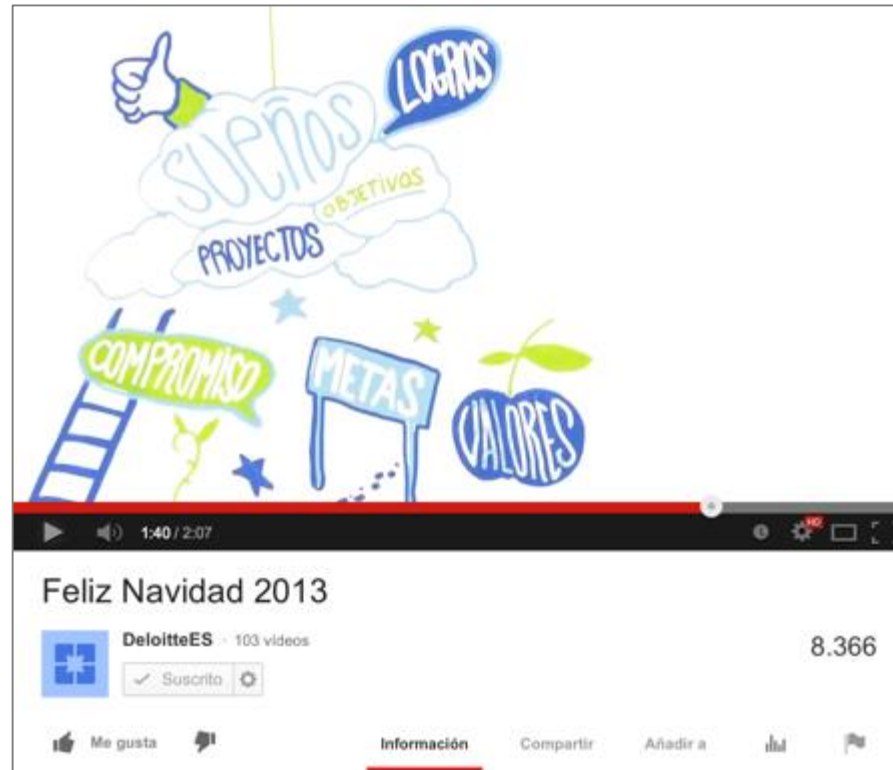 LOGROS
SUEÑOS
OBJETIVOS
PROYECTOS
COMPROMISO
METAS
VALORES
1:40 / 2:07
HD
Feliz Navidad 2013
DeloitteES · 103 vídeos
8.366
Suscrito
Me gusta
Información
Compartir
Añadir a